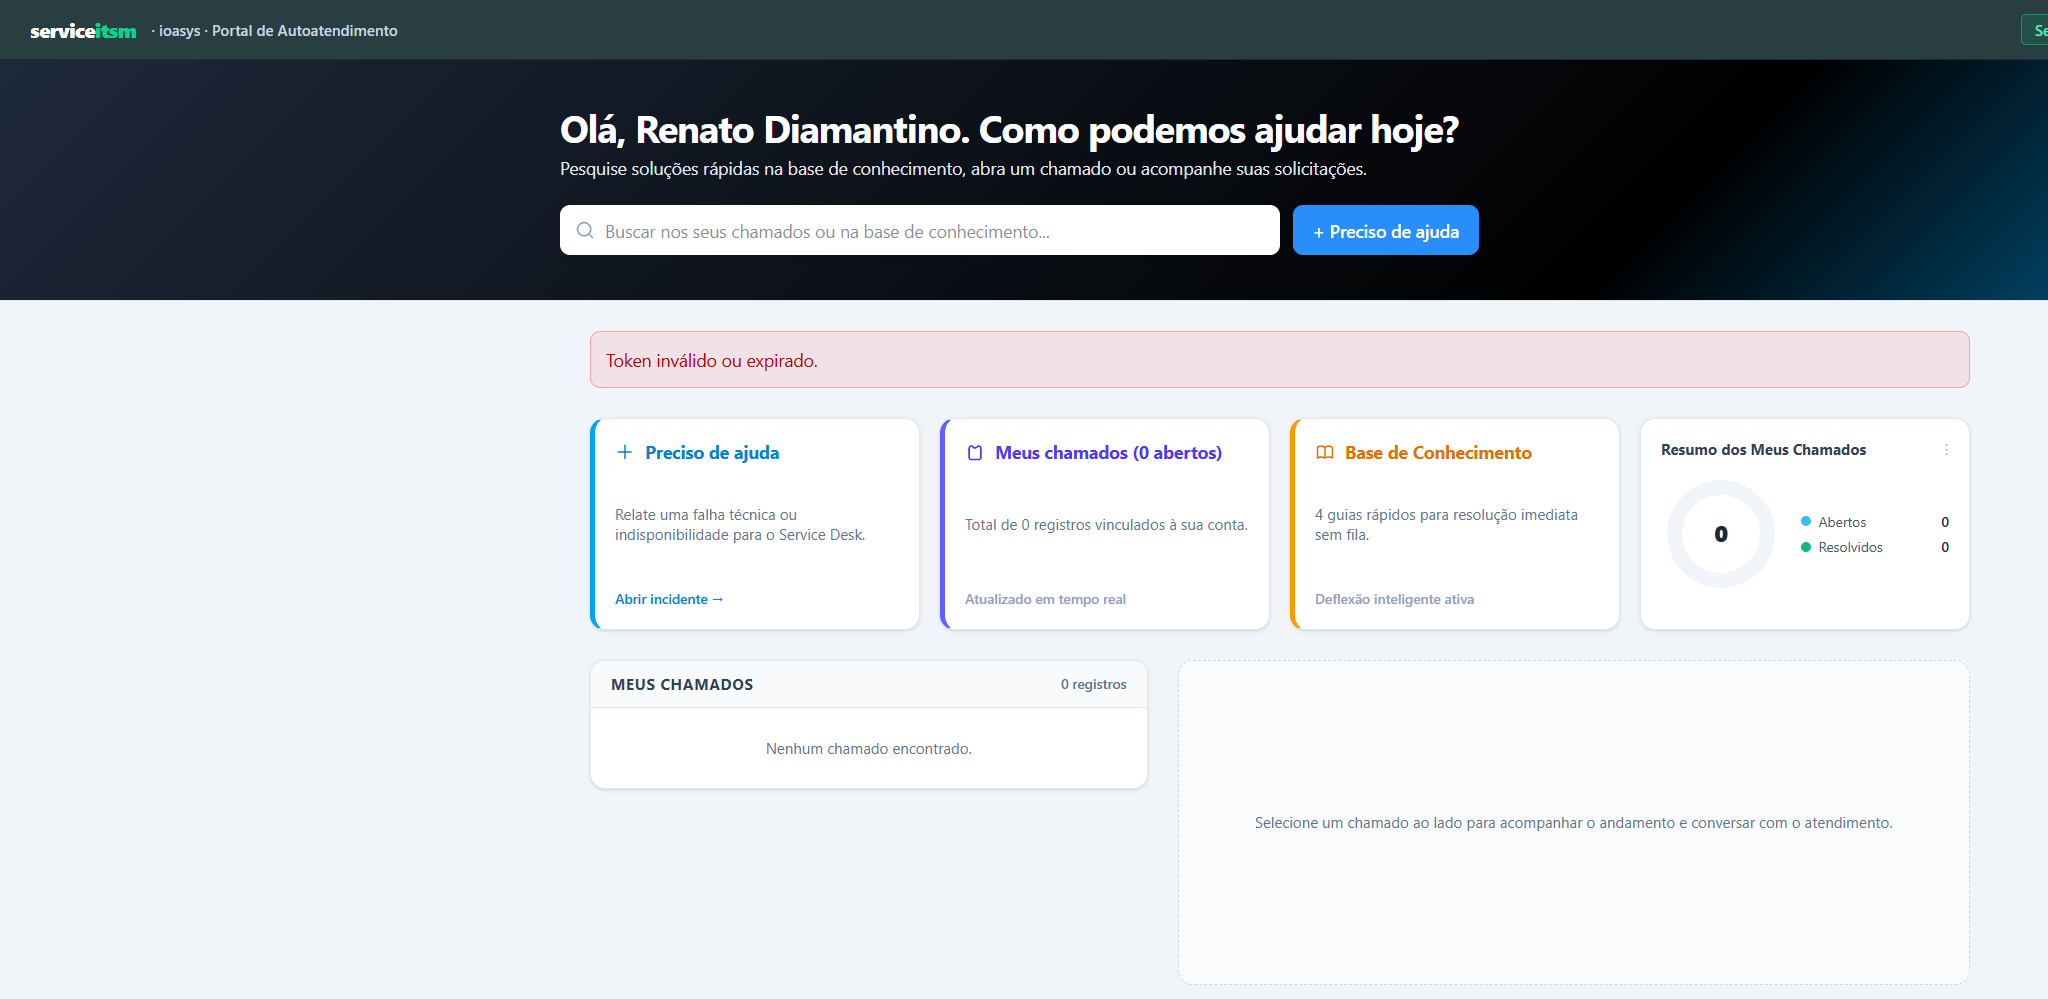 serviceitsm · ioasys · Portal de Autoatendimento
Olá, Renato Diamantino. Como podemos ajudar hoje?
Pesquise soluções rápidas na base de conhecimento, abra um chamado ou acompanhe suas solicitações.
Buscar nos seus chamados ou na base de conhecimento...
+ Preciso de ajuda
Token inválido ou expirado.
Preciso de ajuda
Relate uma falha técnica ou
indisponibilidade para o Service Desk.
Abrir incidente →
Meus chamados (0 abertos)
Total de 0 registros vinculados à sua conta.
Atualizado em tempo real
Base de Conhecimento
4 guias rápidos para resolução imediata
sem fila.
Deflexão inteligente ativa
Resumo dos Meus Chamados
0
Abertos 0
Resolvidos 0
MEUS CHAMADOS 0 registros
Nenhum chamado encontrado.
Selecione um chamado ao lado para acompanhar o andamento e conversar com o atendimento.